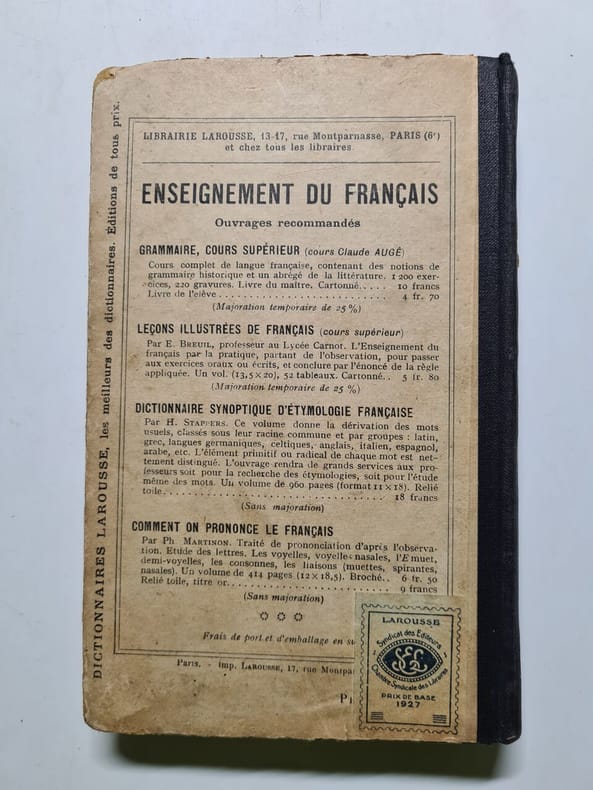 LIBRAIRIE LAROUSSE, 13-17, rue Montparnasse, PARIS (6e)
et chez tous les libraires
ENSEIGNEMENT DU FRANÇAIS
Ouvrages recommandés
GRAMMAIRE, COURS SUPÉRIEUR (cours Claude AUGÉ)
Cours complet de langue française, contenant des notions de
grammaire historique et un abrégé de la littérature. 1 200 exer-
cices, 220 gravures. Livre du maître. Cartonné..... 10 francs
Livre de l'elève............................ 4 fr. 70
(Majoration temporaire de 25 %)
LEÇONS ILLUSTRÉES DE FRANÇAIS (cours supérieur)
Par E. BREUIL, professeur au Lycée Carnot. L'Enseignement du
français par la pratique, partant de l'observation, pour passer
aux exercices oraux ou écrits, et conclure par l'énoncé de la règle
appliquée. Un vol. (13,5×20), 52 tableaux. Cartonné.. 5 fr. 80
(Majoration temporaire de 25 %)
DICTIONNAIRE SYNOPTIQUE D'ÉTYMOLOGIE FRANÇAISE
Par H. STAPPERS. Ce volume donne la dérivation des mots
usuels, classés sous leur racine commune et par groupes : latin,
grec, langues germaniques, celtiques, anglais, italien, espagnol,
arabe, etc. L'élément primitif ou radical de chaque mot est net-
tement distingué. L'ouvrage rendra de grands services aux pro-
fesseurs soit pour la recherche des étymologies, soit pour l'étude
même des mots. Un volume de 960 pages (format 11×18). Relié
toile................................... 18 francs
(Sans majoration)
COMMENT ON PRONONCE LE FRANÇAIS
Par Ph MARTINON. Traité de prononciation d'après l'observa-
tion. Etude des lettres. Les voyelles, voyelles nasales, l'E muet,
demi-voyelles, les consonnes, les liaisons (muettes, spirantes,
nasales). Un volume de 414 pages (12×18,5). Broché.. 6 fr. 50
Relié toile, titre or........................... 9 francs
(Sans majoration)
Frais de port et d'emballage en su
Paris. - Imp. LAROUSSE, 17, rue Montpar
DICTIONNAIRES LAROUSSE, les meilleurs des dictionnaires. Éditions de tous prix.
LAROUSSE
Syndicat des Editeurs
SEL
Chambre Syndicale des Libraires
PRIX DE BASE
1927